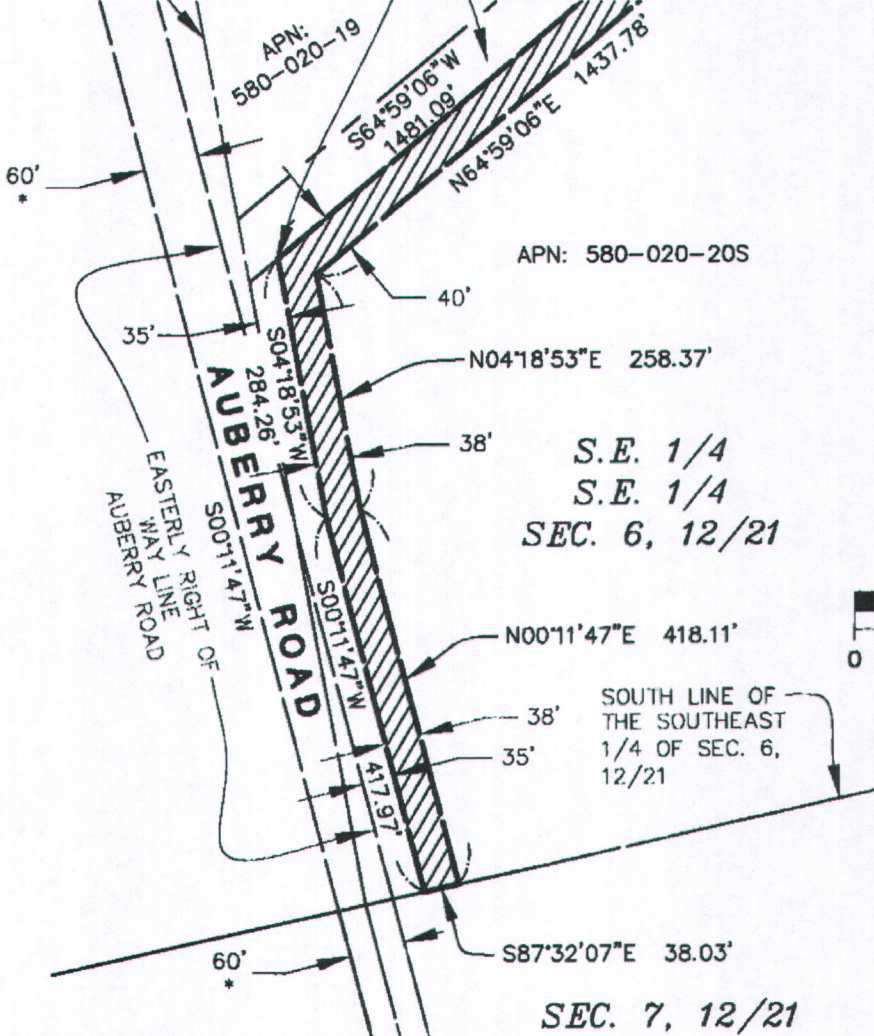 APN:
580-020-19
S64°59'06"W
1481.09'
N64°59'06"E 1437.78'
60'
*
APN: 580-020-20S
40'
35'
S04°18'53"W
284.26'
N04°18'53"E 258.37'
AUBERRY ROAD
38'
S.E. 1/4
S.E. 1/4
SEC. 6, 12/21
EASTERLY RIGHT OF
WAY LINE
AUBERRY ROAD
S00°11'47"W
S00°11'47"W
417.97'
N00°11'47"E 418.11'
0
SOUTH LINE OF
THE SOUTHEAST
1/4 OF SEC. 6,
12/21
38'
35'
60'
*
S87°32'07"E 38.03'
SEC. 7, 12/21